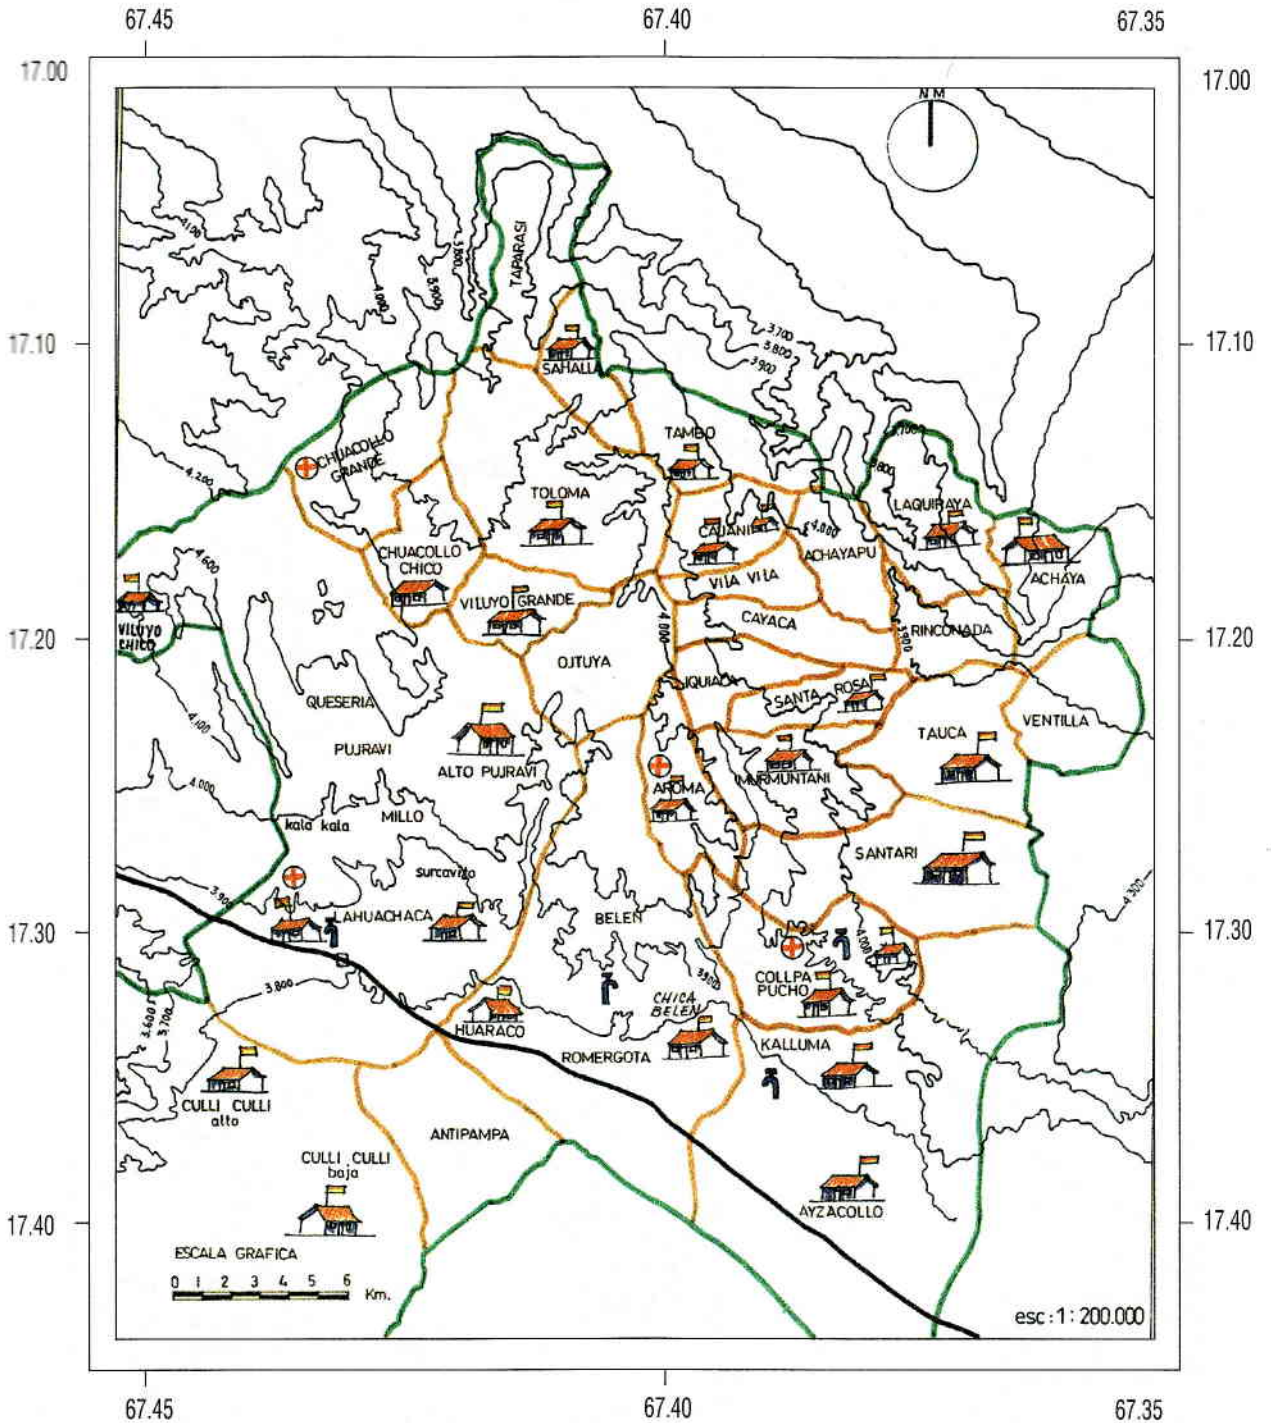 67.45
67.40
67.35
17.00
17.00
NM
4.100
3.800
3.900
4.000
TAPARASI
3.700
3.800
3.900
17.10
17.10
SAHALLA
TAMBO
3.700
CHUACOLLO
GRANDE
4.200
3.800
TOLOMA
LAQUIRAYA
CAJANI
4.000
ACHAYAPU
CHUACOLLO
CHICO
4.600
ACHAYA
VILA VILA
VILUYO GRANDE
VILUYO
CHICO
CAYACA
4.000
3.900
RINCONADA
17.20
17.20
OJTUYA
IQUIACA
SANTA ROSA
QUESERIA
4.100
VENTILLA
TAUCA
PUJRAVI
ALTO PUJRAVI
MURMUNTANI
AROMA
4.000
MILLO
kala kala
SANTARI
surcavito
3.900
4.300
AHUACHACA
BELEN
17.30
17.30
4.000
3900
COLLPA
PUCHO
3.800
CHICA
BELEN
3.600
3.700
HUARACO
KALLUMA
ROMERGOTA
CULLI CULLI
alto
ANTIPAMPA
CULLI CULLI
baja
AYZACOLLO
17.40
17.40
ESCALA GRAFICA
0 1 2 3 4 5 6
Km.
esc:1:200.000
67.45
67.40
67.35